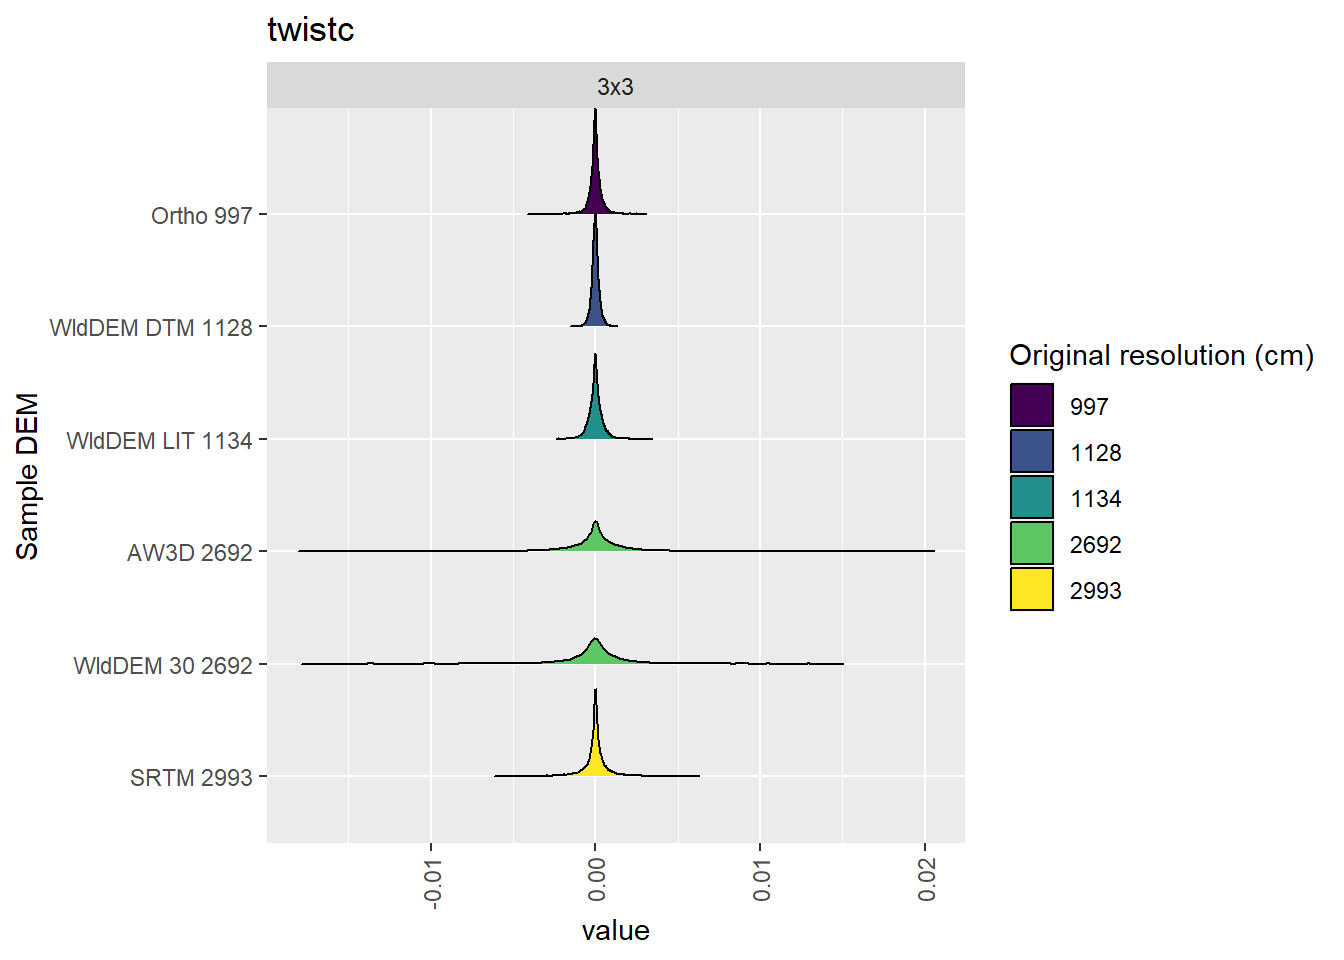 twistc
3x3
Ortho 997
WldDEM DTM 1128
WldDEM LIT 1134
AW3D 2692
WldDEM 30 2692
SRTM 2993
Sample DEM
-0.01
0.00
0.01
0.02
value
Original resolution (cm)
997
1128
1134
2692
2993